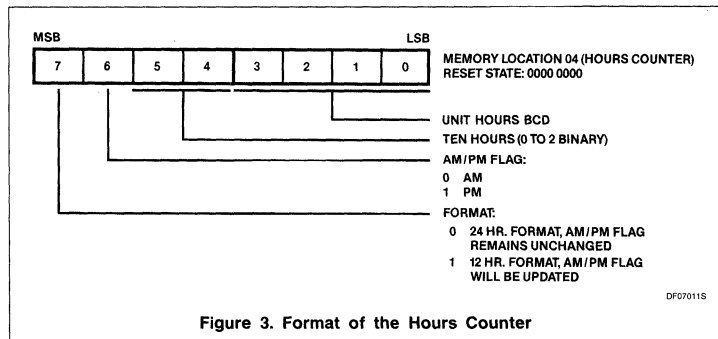 MSB LSB
7 6 5 4 3 2 1 0
MEMORY LOCATION 04 (HOURS COUNTER)
RESET STATE: 0000 0000
UNIT HOURS BCD
TEN HOURS (0 TO 2 BINARY)
AM/PM FLAG:
0 AM
1 PM
FORMAT:
0 24 HR. FORMAT, AM/PM FLAG
REMAINS UNCHANGED
1 12 HR. FORMAT, AM/PM FLAG
WILL BE UPDATED
DF07011S
Figure 3. Format of the Hours Counter